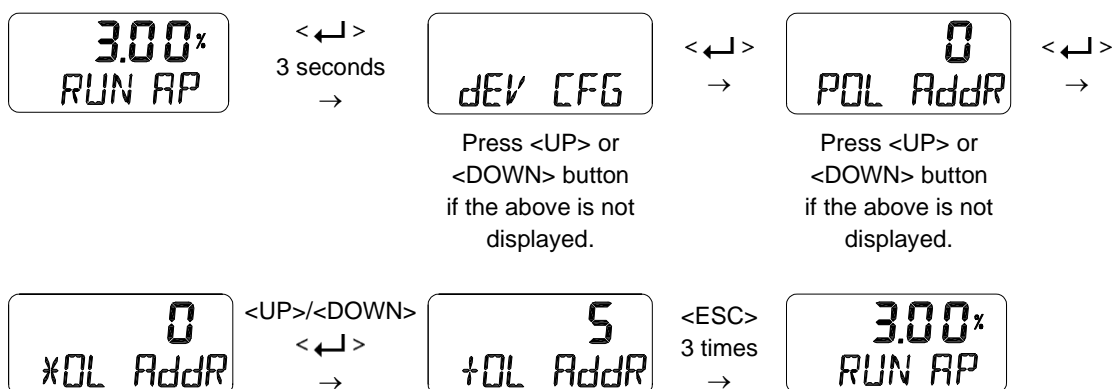 3.00%
RUN AP
<↵>
3 seconds
→
dEV CFG
Press <UP> or
<DOWN> button
if the above is not
displayed.
<↵>
→
0
POL AddR
Press <UP> or
<DOWN> button
if the above is not
displayed.
<↵>
→
0
*OL AddR
<UP>/<DOWN>
<↵>
→
5
+OL AddR
<ESC>
3 times
→
3.00%
RUN AP